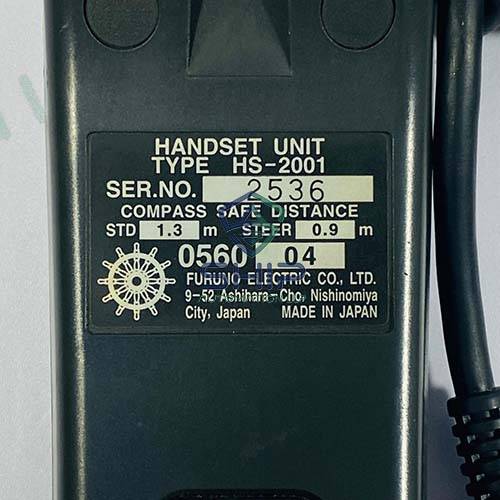 HANDSET UNIT
TYPE HS-2001
SER.NO. 2536
COMPASS SAFE DISTANCE
STD 1.3 m STEER 0.9 m
0560 04
FURUNO ELECTRIC CO., LTD.
9-52 Ashihara-Cho, Nishinomiya
City, Japan MADE IN JAPAN